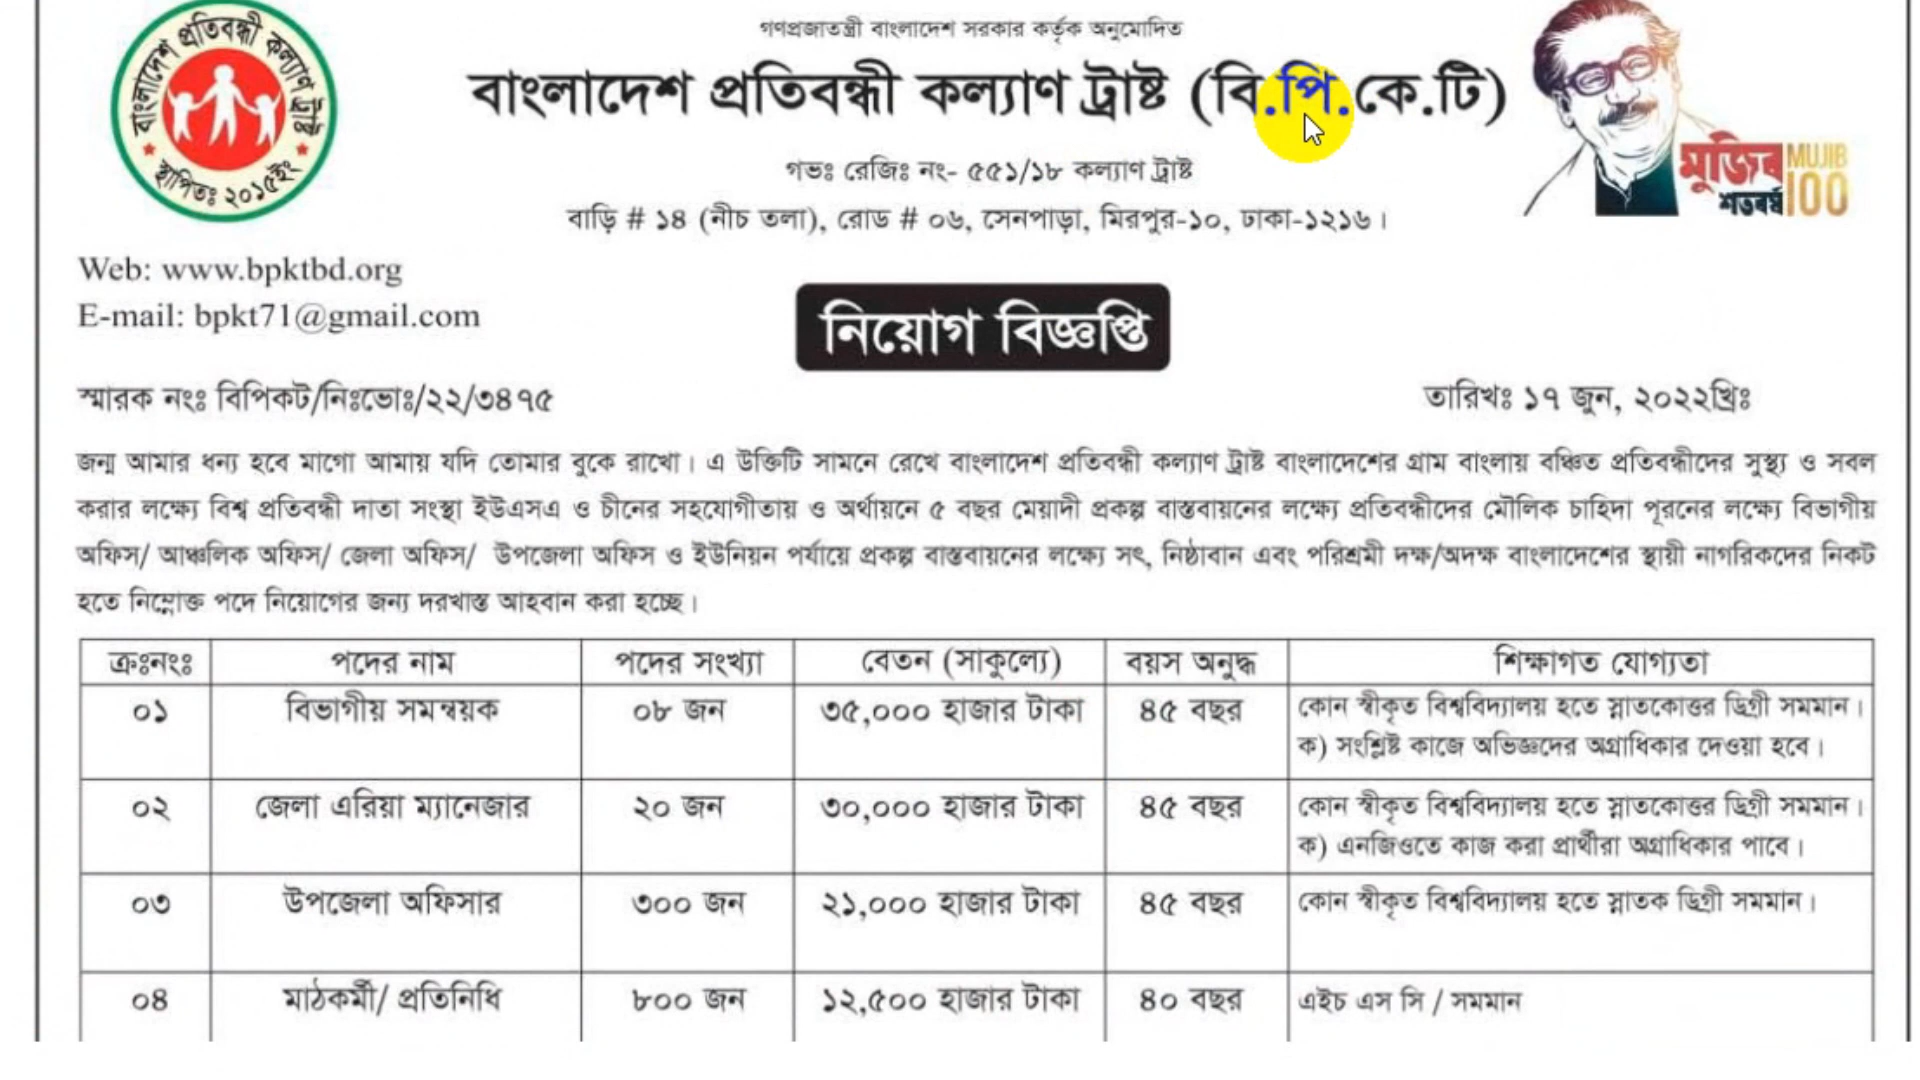 বাংলাদেশ প্রতিবন্ধী কল্যাণ ট্রাষ্ট
স্থাপিতঃ ২০১৫ইং
গণপ্রজাতন্ত্রী বাংলাদেশ সরকার কর্তৃক অনুমোদিত
বাংলাদেশ প্রতিবন্ধী কল্যাণ ট্রাষ্ট (বি.পি.কে.টি)
গভঃ রেজিঃ নং- ৫৫১/১৮ কল্যাণ ট্রাষ্ট
বাড়ি # ১৪ (নীচ তলা), রোড # ০৬, সেনপাড়া, মিরপুর-১০, ঢাকা-১২১৬।
মুজিব MUJIB
শতবর্ষ 100
Web: www.bpktbd.org
E-mail: bpkt71@gmail.com
নিয়োগ বিজ্ঞপ্তি
স্মারক নংঃ বিপিকট/নিঃভোঃ/২২/৩৪৭৫ তারিখঃ ১৭ জুন, ২০২২খ্রিঃ
জন্ম আমার ধন্য হবে মাগো আমায় যদি তোমার বুকে রাখো। এ উক্তিটি সামনে রেখে বাংলাদেশ প্রতিবন্ধী কল্যাণ ট্রাষ্ট বাংলাদেশের গ্রাম বাংলায় বঞ্চিত প্রতিবন্ধীদের সুস্থ্য ও সবল
করার লক্ষ্যে বিশ্ব প্রতিবন্ধী দাতা সংস্থা ইউএসএ ও চীনের সহযোগীতায় ও অর্থায়নে ৫ বছর মেয়াদী প্রকল্প বাস্তবায়নের লক্ষ্যে প্রতিবন্ধীদের মৌলিক চাহিদা পূরনের লক্ষ্যে বিভাগীয়
অফিস/ আঞ্চলিক অফিস/ জেলা অফিস/ উপজেলা অফিস ও ইউনিয়ন পর্যায়ে প্রকল্প বাস্তবায়নের লক্ষ্যে সৎ, নিষ্ঠাবান এবং পরিশ্রমী দক্ষ/অদক্ষ বাংলাদেশের স্থায়ী নাগরিকদের নিকট
হতে নিম্নোক্ত পদে নিয়োগের জন্য দরখাস্ত আহবান করা হচ্ছে।
ক্রঃনংঃ পদের নাম পদের সংখ্যা বেতন (সাকুল্যে) বয়স অনুদ্ধ শিক্ষাগত যোগ্যতা
০১ বিভাগীয় সমন্বয়ক ০৮ জন ৩৫,০০০ হাজার টাকা ৪৫ বছর কোন স্বীকৃত বিশ্ববিদ্যালয় হতে স্নাতকোত্তর ডিগ্রী সমমান।
ক) সংশ্লিষ্ট কাজে অভিজ্ঞদের অগ্রাধিকার দেওয়া হবে।
০২ জেলা এরিয়া ম্যানেজার ২০ জন ৩০,০০০ হাজার টাকা ৪৫ বছর কোন স্বীকৃত বিশ্ববিদ্যালয় হতে স্নাতকোত্তর ডিগ্রী সমমান।
ক) এনজিওতে কাজ করা প্রার্থীরা অগ্রাধিকার পাবে।
০৩ উপজেলা অফিসার ৩০০ জন ২১,০০০ হাজার টাকা ৪৫ বছর কোন স্বীকৃত বিশ্ববিদ্যালয় হতে স্নাতক ডিগ্রী সমমান।
০৪ মাঠকর্মী/ প্রতিনিধি ৮০০ জন ১২,৫০০ হাজার টাকা ৪০ বছর এইচ এস সি / সমমান